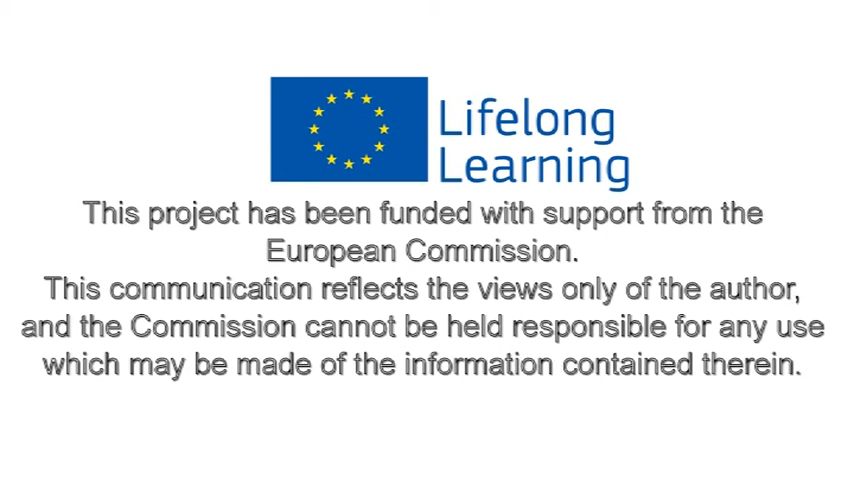 Lifelong
Learning
This project has been funded with support from the
European Commission.
This communication reflects the views only of the author,
and the Commission cannot be held responsible for any use
which may be made of the information contained therein.